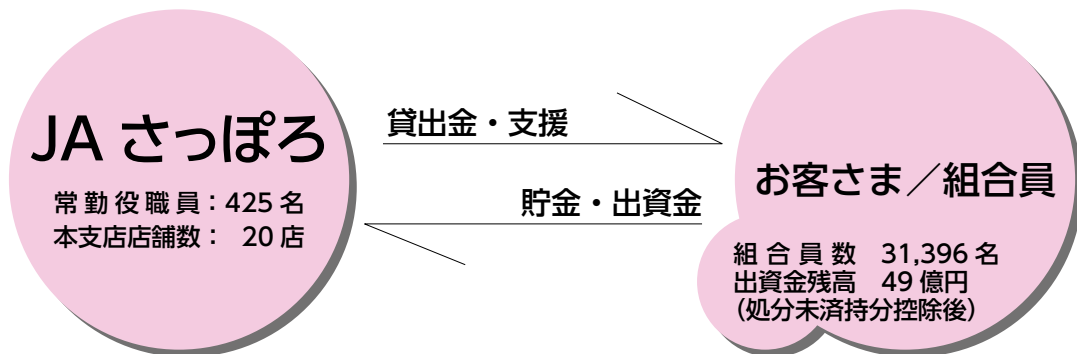 JA さっぽろ
常勤役職員：425 名
本支店店舗数： 20 店
貸出金・支援
貯金・出資金
お客さま／組合員
組合員数 31,396 名
出資金残高 49 億円
（処分未済持分控除後）